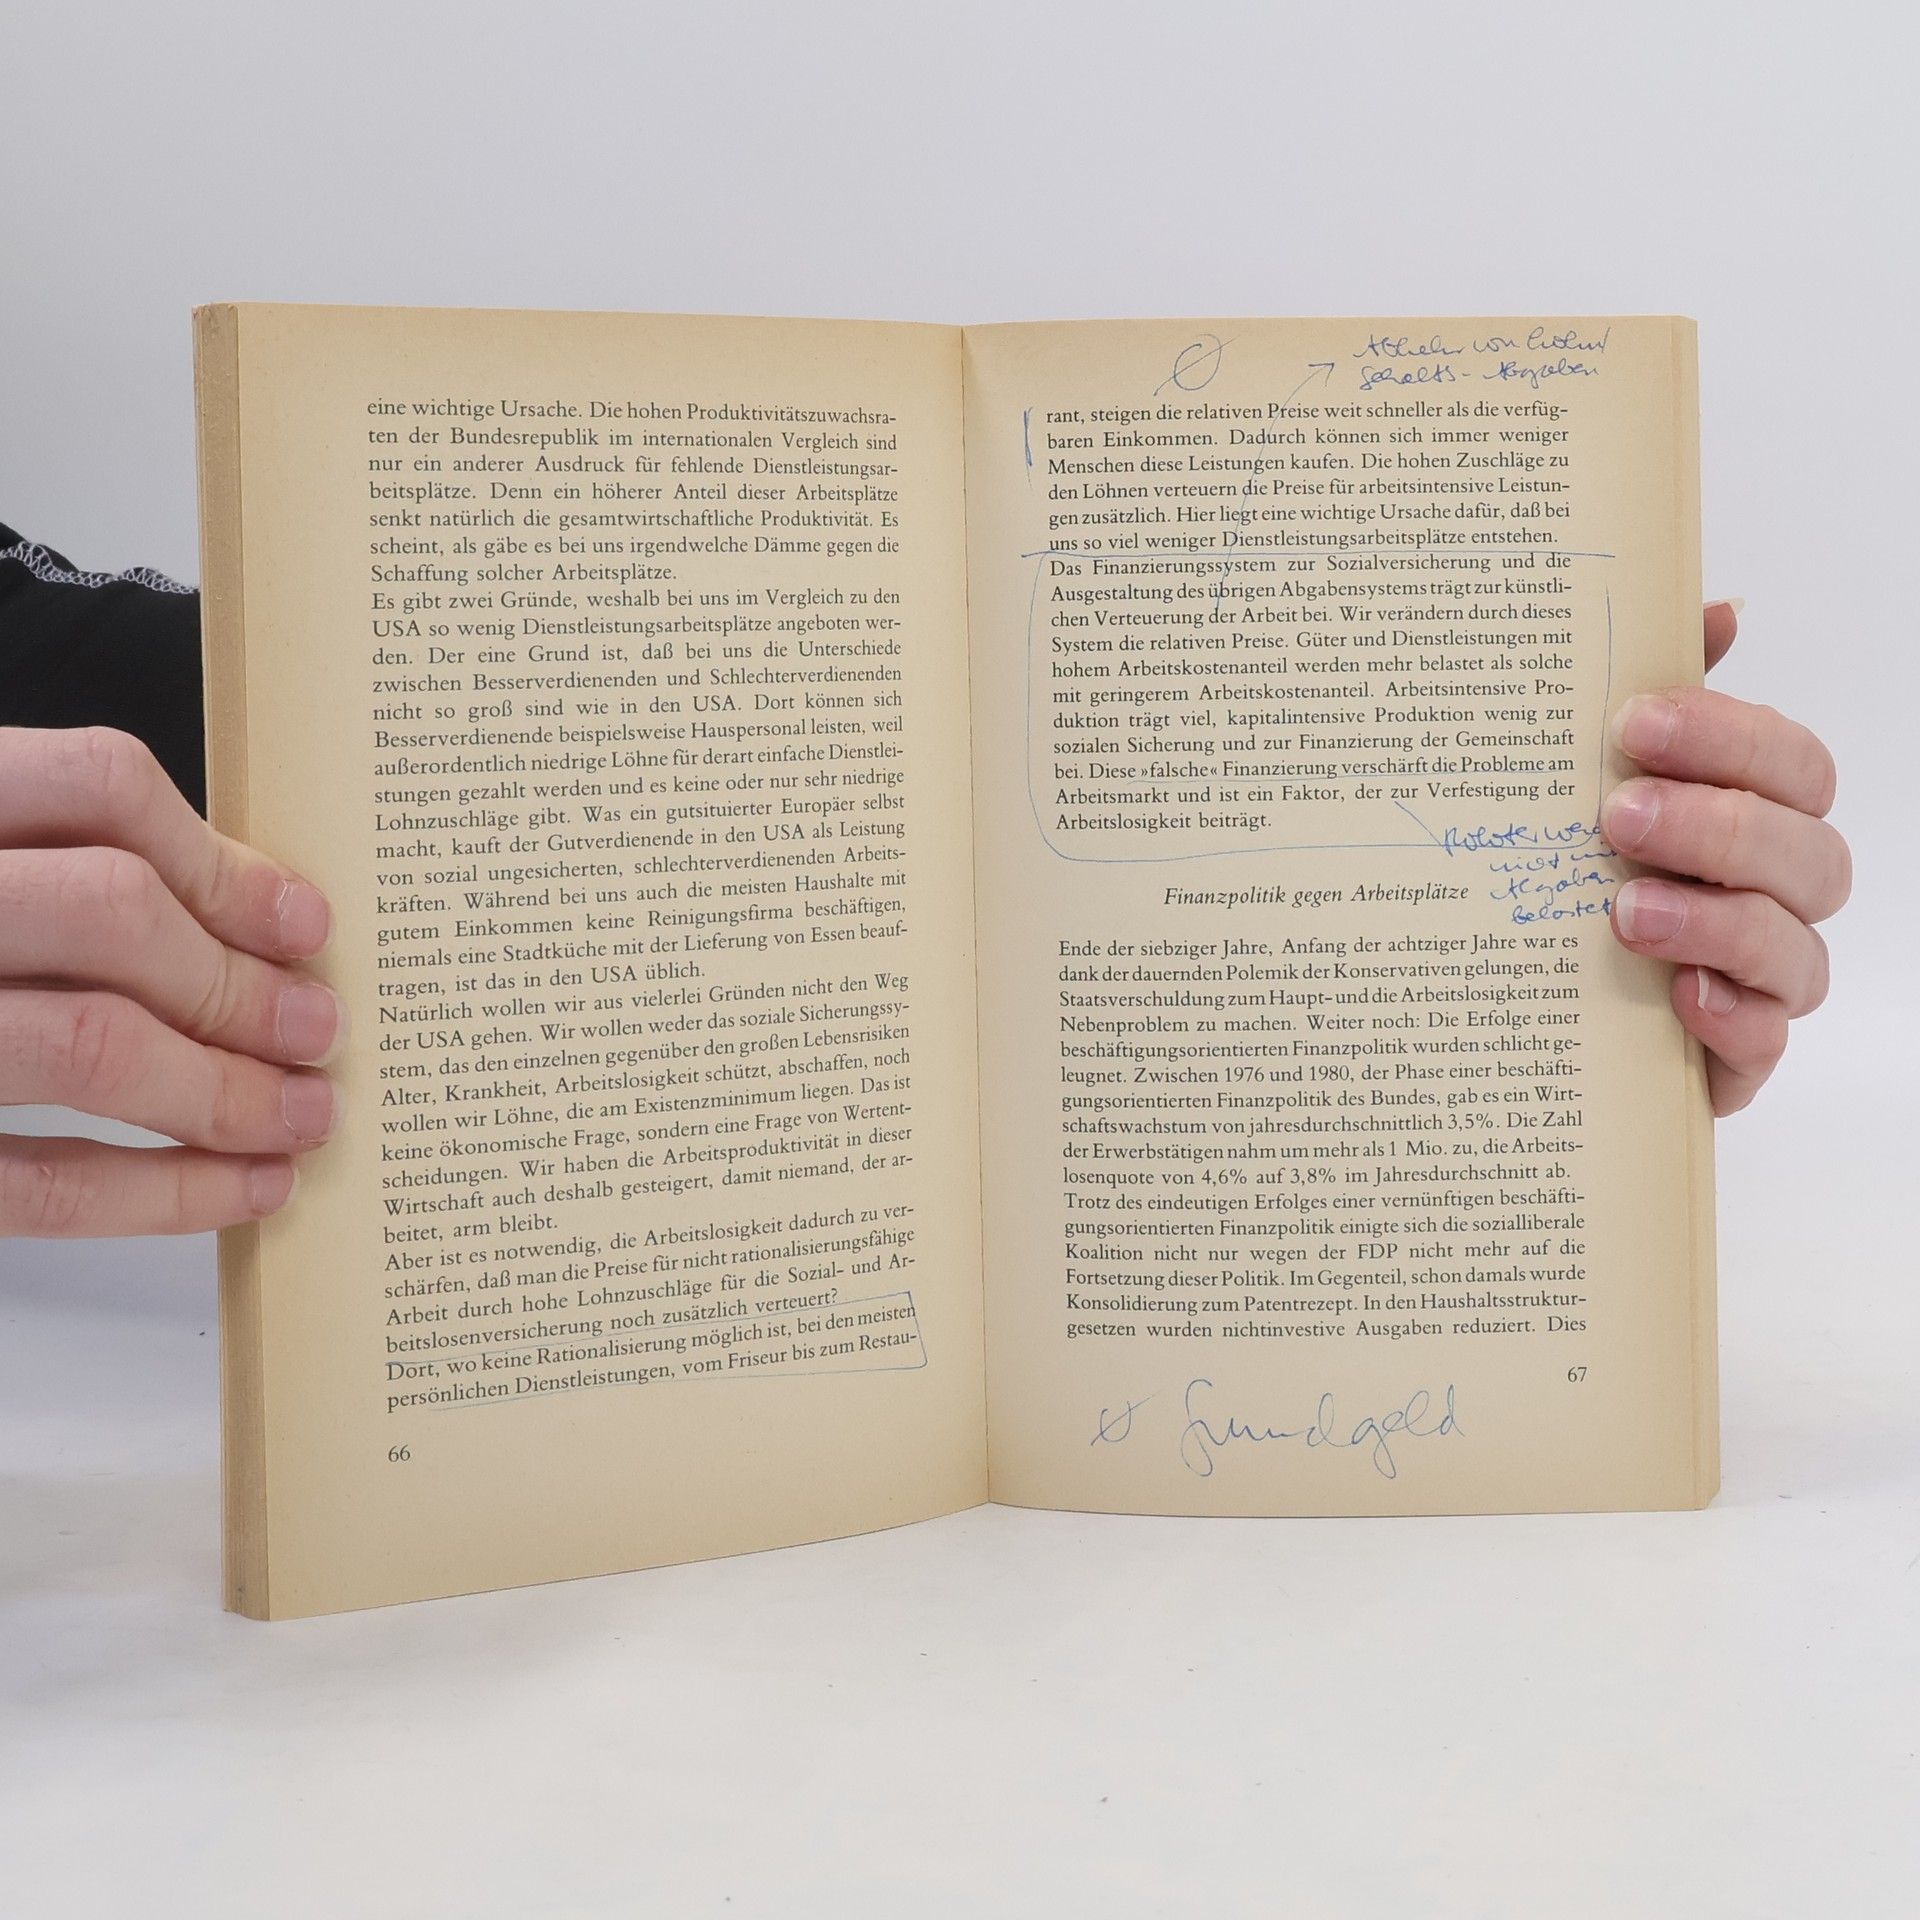 eine wichtige Ursache. Die hohen Produktivitätszuwachsra-
ten der Bundesrepublik im internationalen Vergleich sind
nur ein anderer Ausdruck für fehlende Dienstleistungsar-
beitsplätze. Denn ein höherer Anteil dieser Arbeitsplätze
senkt natürlich die gesamtwirtschaftliche Produktivität. Es
scheint, als gäbe es bei uns irgendwelche Dämme gegen die
Schaffung solcher Arbeitsplätze.
Es gibt zwei Gründe, weshalb bei uns im Vergleich zu den
USA so wenig Dienstleistungsarbeitsplätze angeboten wer-
den. Der eine Grund ist, daß bei uns die Unterschiede
zwischen Besserverdienenden und Schlechterverdienenden
nicht so groß sind wie in den USA. Dort können sich
Besserverdienende beispielsweise Hauspersonal leisten, weil
außerordentlich niedrige Löhne für derart einfache Dienstlei-
stungen gezahlt werden und es keine oder nur sehr niedrige
Lohnzuschläge gibt. Was ein gutsituierter Europäer selbst
macht, kauft der Gutverdienende in den USA als Leistung
von sozial ungesicherten, schlechterverdienenden Arbeits-
kräften. Während bei uns auch die meisten Haushalte mit
gutem Einkommen keine Reinigungsfirma beschäftigen,
niemals eine Stadtküche mit der Lieferung von Essen beauf-
tragen, ist das in den USA üblich.
Natürlich wollen wir aus vielerlei Gründen nicht den Weg
der USA gehen. Wir wollen weder das soziale Sicherungssy-
stem, das den einzelnen gegenüber den großen Lebensrisiken
Alter, Krankheit, Arbeitslosigkeit schützt, abschaffen, noch
wollen wir Löhne, die am Existenzminimum liegen. Das ist
keine ökonomische Frage, sondern eine Frage von Wertent-
scheidungen. Wir haben die Arbeitsproduktivität in dieser
Wirtschaft auch deshalb gesteigert, damit niemand, der ar-
beitet, arm bleibt.
Aber ist es notwendig, die Arbeitslosigkeit dadurch zu ver-
schärfen, daß man die Preise für nicht rationalisierungsfähige
Arbeit durch hohe Lohnzuschläge für die Sozial- und Ar-
beitslosenversicherung noch zusätzlich verteuert?
Dort, wo keine Rationalisierung möglich ist, bei den meisten
persönlichen Dienstleistungen, vom Friseur bis zum Restau-
66
Abkehr von Lohn/
Gehalts-Abgaben
rant, steigen die relativen Preise weit schneller als die verfüg-
baren Einkommen. Dadurch können sich immer weniger
Menschen diese Leistungen kaufen. Die hohen Zuschläge zu
den Löhnen verteuern die Preise für arbeitsintensive Leistun-
gen zusätzlich. Hier liegt eine wichtige Ursache dafür, daß bei
uns so viel weniger Dienstleistungsarbeitsplätze entstehen.
Das Finanzierungssystem zur Sozialversicherung und die
Ausgestaltung des übrigen Abgabensystems trägt zur künstli-
chen Verteuerung der Arbeit bei. Wir verändern durch dieses
System die relativen Preise. Güter und Dienstleistungen mit
hohem Arbeitskostenanteil werden mehr belastet als solche
mit geringerem Arbeitskostenanteil. Arbeitsintensive Pro-
duktion trägt viel, kapitalintensive Produktion wenig zur
sozialen Sicherung und zur Finanzierung der Gemeinschaft
bei. Diese »falsche« Finanzierung verschärft die Probleme am
Arbeitsmarkt und ist ein Faktor, der zur Verfestigung der
Arbeitslosigkeit beiträgt.
Roboter
nicht
Abgaben
belastet
Finanzpolitik gegen Arbeitsplätze
Ende der siebziger Jahre, Anfang der achtziger Jahre war es
dank der dauernden Polemik der Konservativen gelungen, die
Staatsverschuldung zum Haupt- und die Arbeitslosigkeit zum
Nebenproblem zu machen. Weiter noch: Die Erfolge einer
beschäftigungsorientierten Finanzpolitik wurden schlicht ge-
leugnet. Zwischen 1976 und 1980, der Phase einer beschäfti-
gungsorientierten Finanzpolitik des Bundes, gab es ein Wirt-
schaftswachstum von jahresdurchschnittlich 3,5%. Die Zahl
der Erwerbstätigen nahm um mehr als 1 Mio. zu, die Arbeits-
losenquote von 4,6% auf 3,8% im Jahresdurchschnitt ab.
Trotz des eindeutigen Erfolges einer vernünftigen beschäfti-
gungsorientierten Finanzpolitik einigte sich die sozialliberale
Koalition nicht nur wegen der FDP nicht mehr auf die
Fortsetzung dieser Politik. Im Gegenteil, schon damals wurde
Konsolidierung zum Patentrezept. In den Haushaltsstruktur-
gesetzen wurden nichtinvestive Ausgaben reduziert. Dies
67
Grundgeld